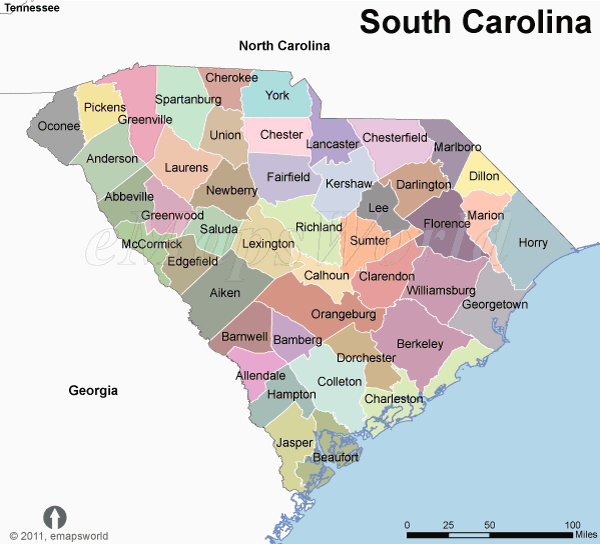 Tennessee
South Carolina
North Carolina
Cherokee
York
Spartanburg
Pickens
Greenville
Oconee
Union
Chester
Lancaster
Chesterfield
Marlboro
Anderson
Laurens
Fairfield
Kershaw
Darlington
Dillon
Abbeville
Newberry
Lee
Greenwood
Florence
Marion
Saluda
Richland
McCormick
Lexington
Sumter
Horry
Edgefield
Calhoun
Clarendon
Aiken
Williamsburg
Georgetown
Orangeburg
Barnwell
Bamberg
Berkeley
Dorchester
Allendale
Colleton
Georgia
Hampton
Charleston
Jasper
Beaufort
eMapsWorld
0 25 50 100
Miles
© 2011, emapsworld